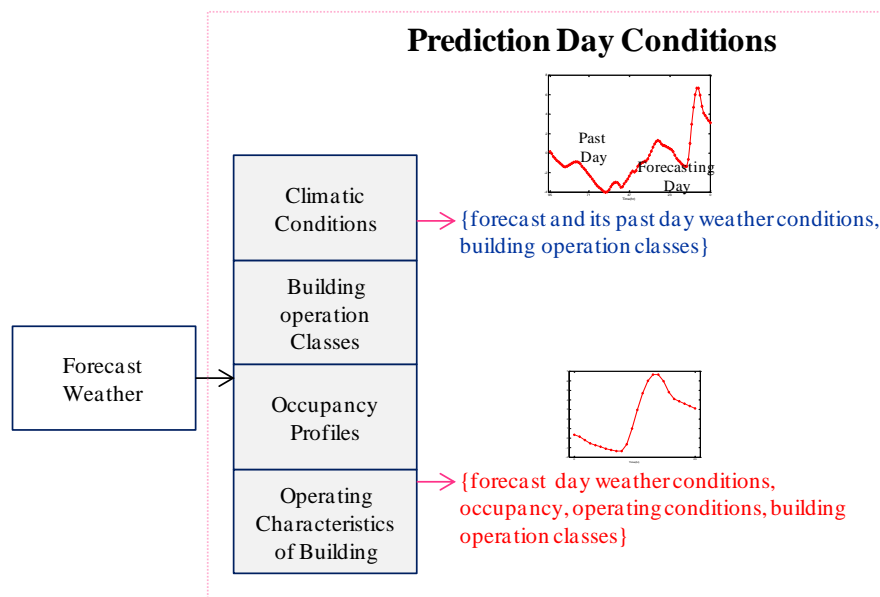 Prediction Day Conditions
Past
Day
Forecasting
Day
Time(h)
Climatic
Conditions
{forecast and its past day weather conditions,
building operation classes}
Building
operation
Classes
Forecast
Weather
Occupancy
Profiles
Operating
Characteristics
of Building
{forecast day weather conditions,
occupancy, operating conditions, building
operation classes}